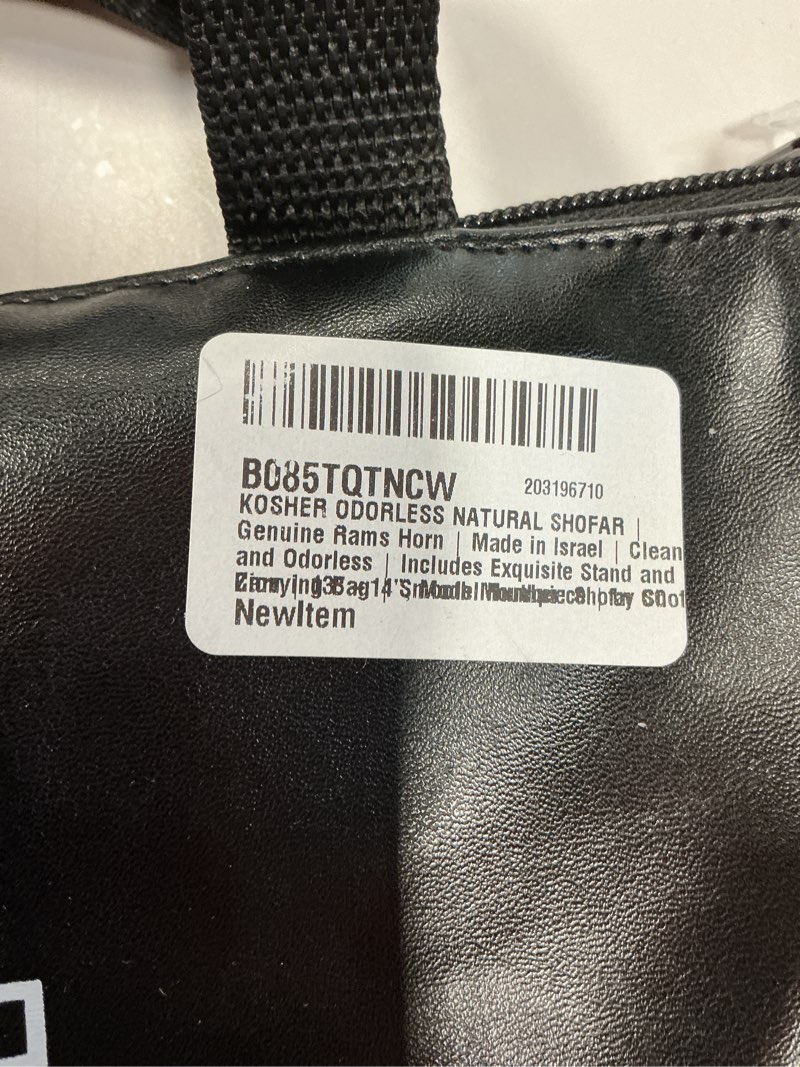 B085TQTNCW
203196710
KOSHER ODORLESS NATURAL SHOFAR |
Genuine Rams Horn | Made in Israel | Clean
and Odorless | Includes Exquisite Stand and
NewItem